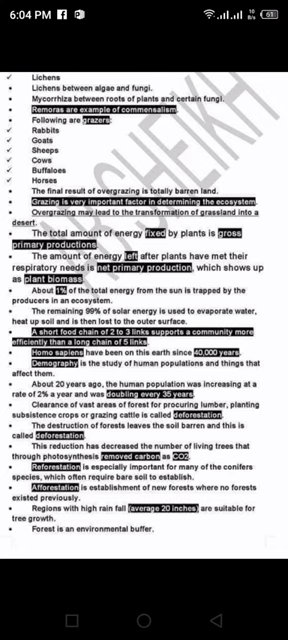 6:04 PM
10
B/s
61
Lichens
Lichens between algae and fungi.
Mycorrhiza between roots of plants and certain fungi.
Remoras are example of commensalism.
Following are grazers.
Rabbits
Goats
Sheeps
Cows
Buffaloes
Horses
The final result of overgrazing is totally barren land.
Grazing is very important factor in determining the ecosystem.
Overgrazing may lead to the transformation of grassland into a
desert.
The total amount of energy fixed by plants is gross
primary productions
The amount of energy left after plants have met their
respiratory needs is net primary production, which shows up
as plant biomass
About 1% of the total energy from the sun is trapped by the
producers in an ecosystem.
The remaining 99% of solar energy is used to evaporate water,
heat up soil and is then lost to the outer surface.
A short food chain of 2 to 3 links supports a community more
efficiently than a long chain of 5 links.
Homo sapiens have been on this earth since 40,000 years.
Demography is the study of human populations and things that
affect them.
About 20 years ago, the human population was increasing at a
rate of 2% a year and was doubling every 35 years.
Clearance of vast areas of forest for procuring lumber, planting
subsistence crops or grazing cattle is called deforestation
The destruction of forests leaves the soil barren and this is
called deforestation.
This reduction has decreased the number of living trees that
through photosynthesis removed carbon as CO2.
Reforestation is especially important for many of the conifers
species, which often require bare soil to establish.
Afforestation is establishment of new forests where no forests
existed previously.
Regions with high rain fall (average 20 inches) are suitable for
tree growth.
Forest is an environmental buffer.